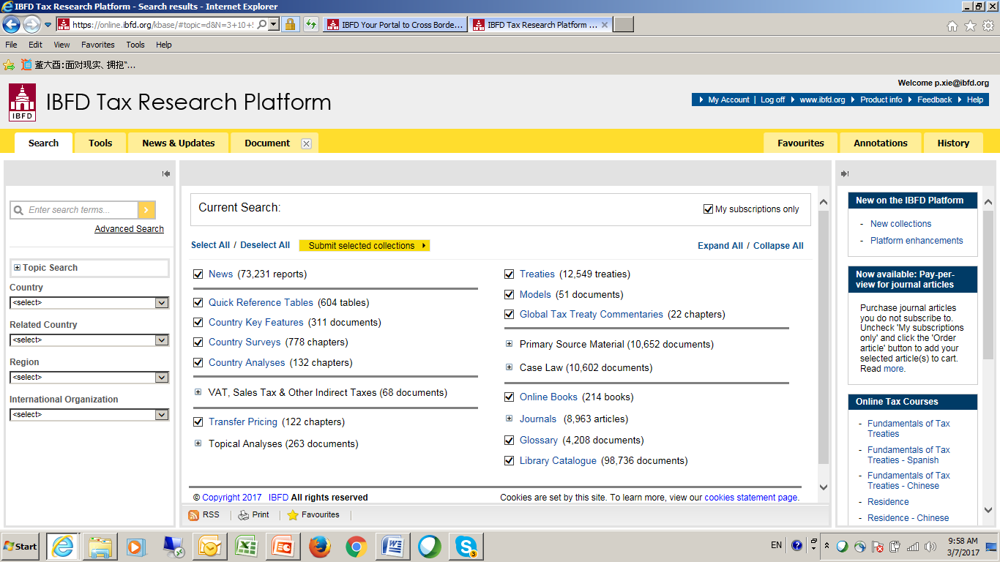 IBFD Tax Research Platform - Search results - Internet Explorer
https://online.ibfd.org/kbase/#topic=d&N=3+10+5
IBFD Your Portal to Cross Borde...
IBFD Tax Research Platform ...
File Edit View Favorites Tools Help
董大酉:面对现实、拥抱“...
Welcome p.xie@ibfd.org
IBFD
IBFD Tax Research Platform
My Account | Log off www.ibfd.org Product info Feedback Help
Search Tools News & Updates Document Favourites Annotations History
Enter search terms...
Advanced Search
Topic Search
Country
<select>
Related Country
<select>
Region
<select>
International Organization
<select>
Current Search:
My subscriptions only
Select All / Deselect All Submit selected collections Expand All / Collapse All
News (73,231 reports)
Quick Reference Tables (604 tables)
Country Key Features (311 documents)
Country Surveys (778 chapters)
Country Analyses (132 chapters)
VAT, Sales Tax & Other Indirect Taxes (68 documents)
Transfer Pricing (122 chapters)
Topical Analyses (263 documents)
Treaties (12,549 treaties)
Models (51 documents)
Global Tax Treaty Commentaries (22 chapters)
Primary Source Material (10,652 documents)
Case Law (10,602 documents)
Online Books (214 books)
Journals (8,963 articles)
Glossary (4,208 documents)
Library Catalogue (98,736 documents)
© Copyright 2017 IBFD All rights reserved
Cookies are set by this site. To learn more, view our cookies statement page.
RSS Print Favourites
New on the IBFD Platform
- New collections
- Platform enhancements
Now available: Pay-per-
view for journal articles
Purchase journal articles
you do not subscribe to.
Uncheck 'My subscriptions
only' and click the 'Order
article' button to add your
selected article(s) to cart.
Read more.
Online Tax Courses
- Fundamentals of Tax
Treaties
- Fundamentals of Tax
Treaties - Spanish
- Fundamentals of Tax
Treaties - Chinese
- Residence
- Residence - Chinese
Start
3
EN
9:58 AM
3/7/2017